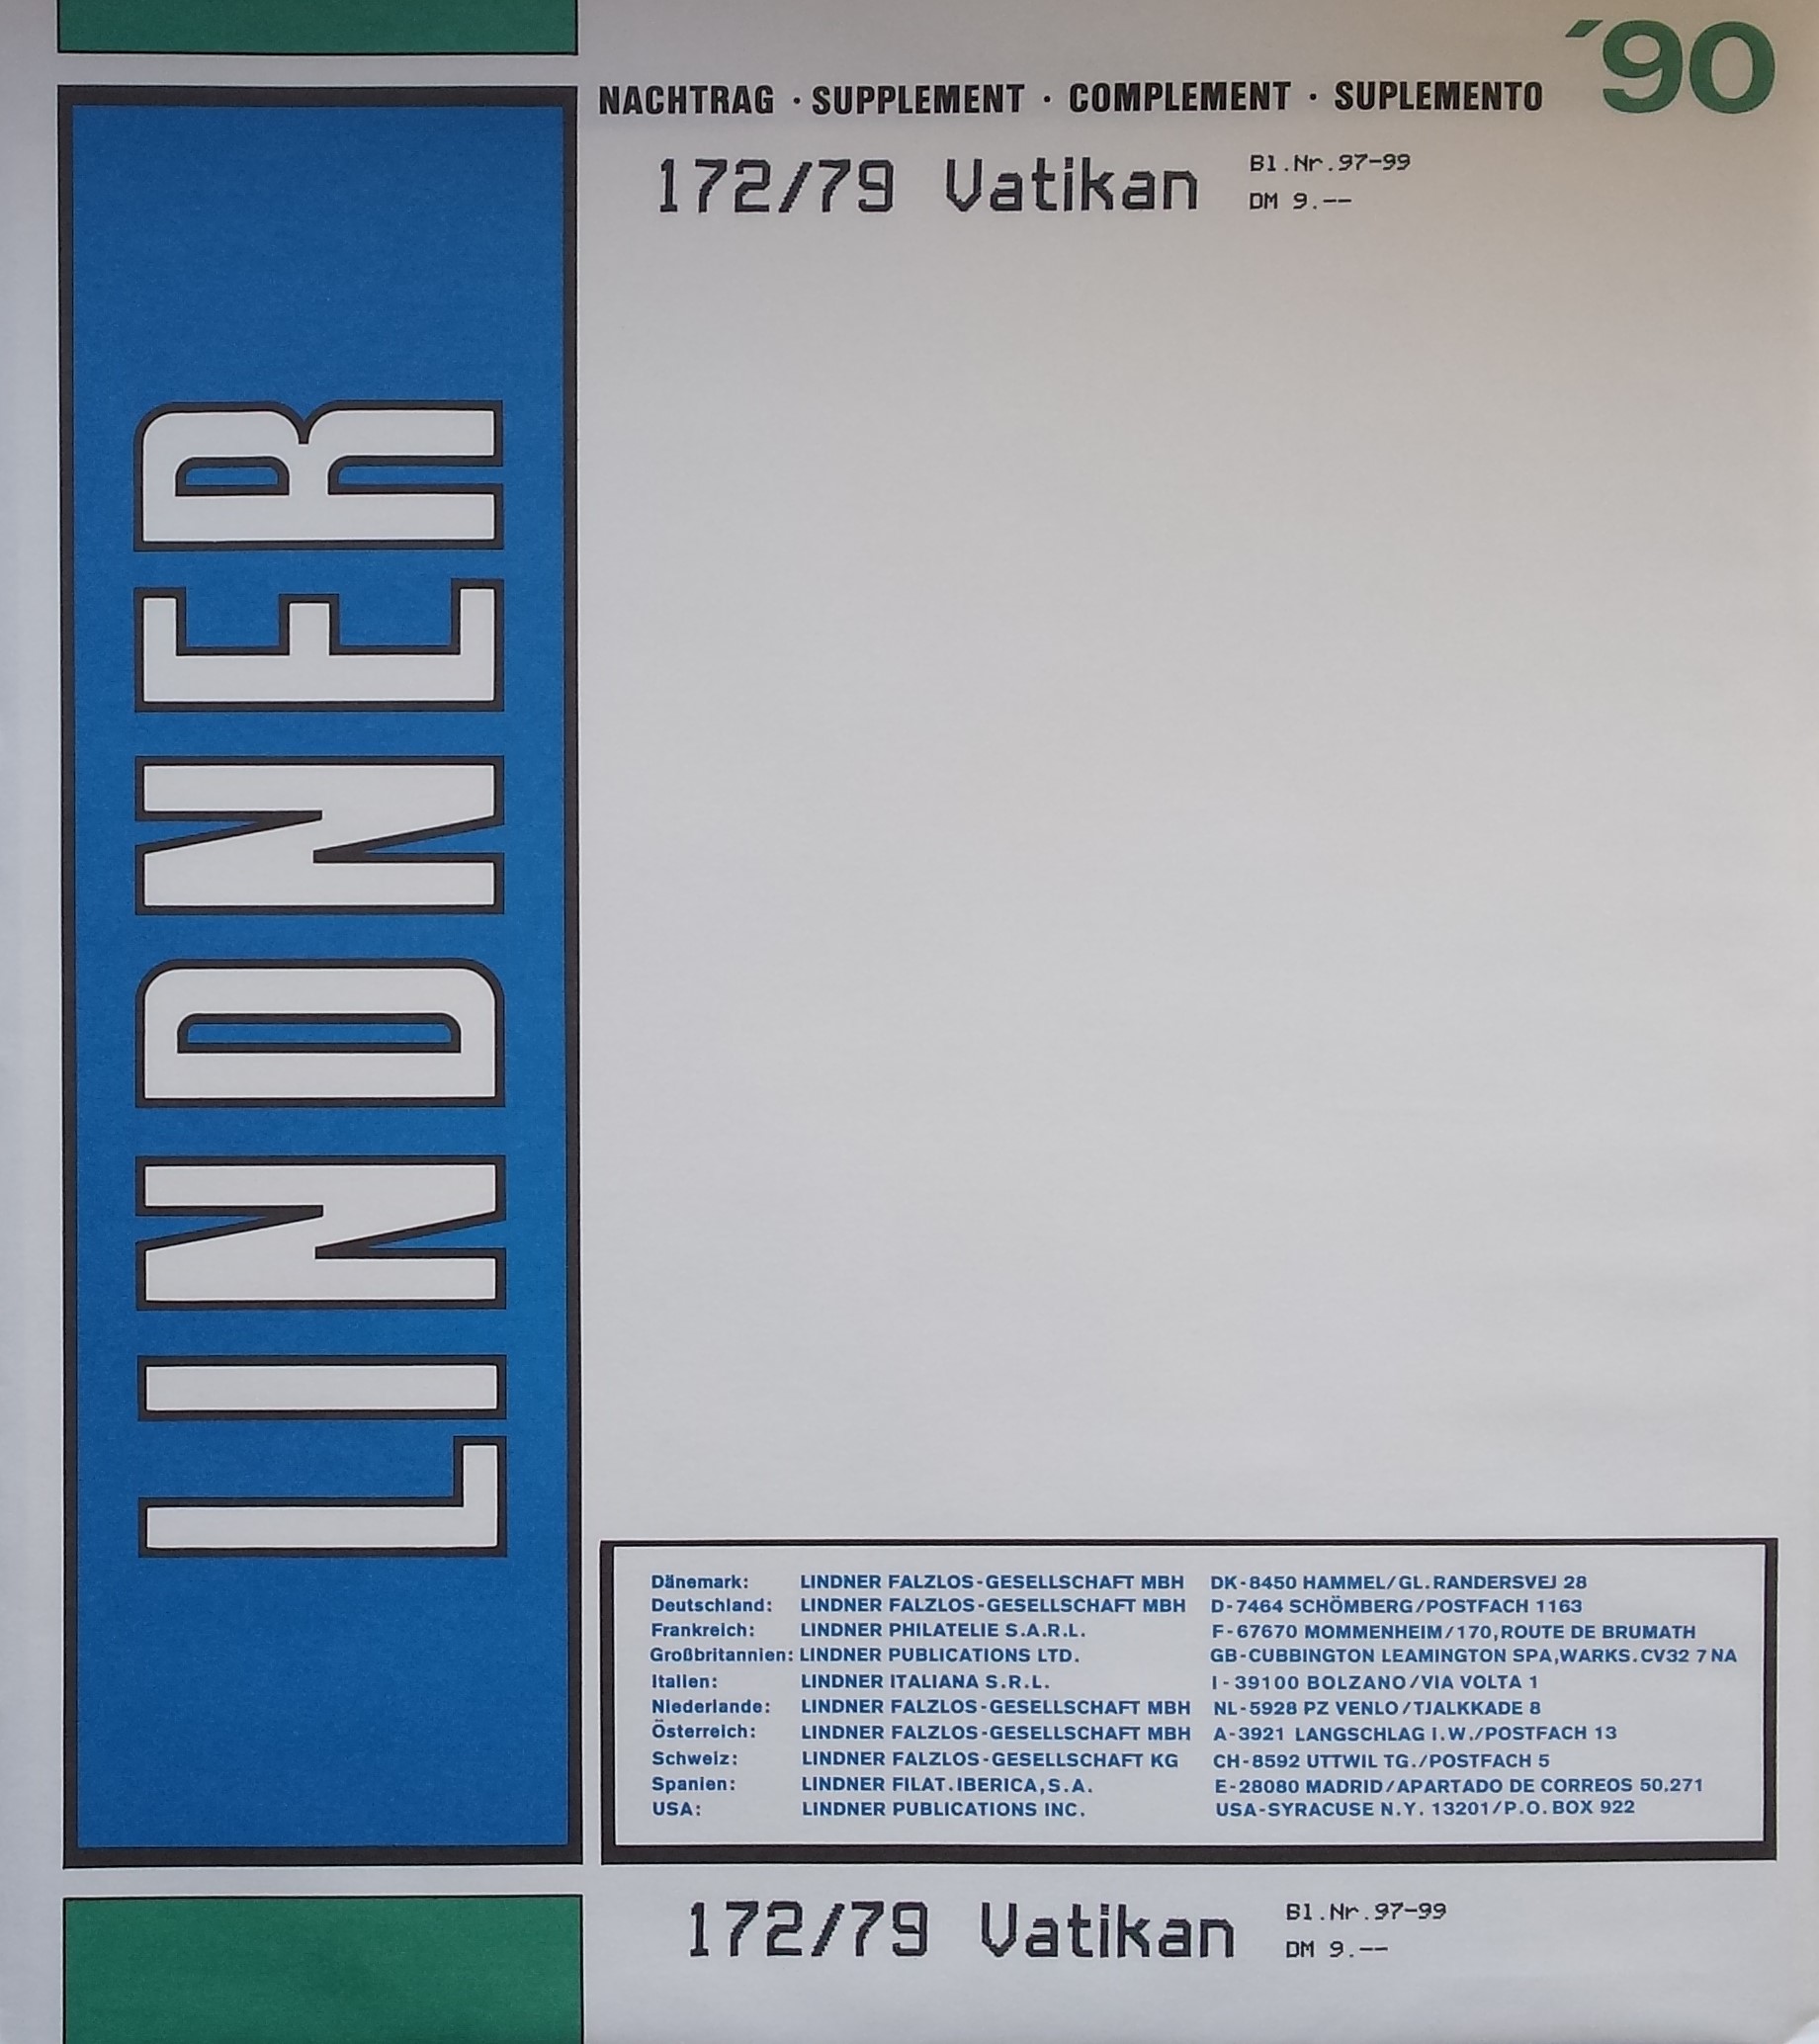 ´90
NACHTRAG · SUPPLEMENT · COMPLEMENT · SUPLEMENTO
172/79 Vatikan
Bl.Nr.97-99
DM 9.--
LINDNER
Dänemark: LINDNER FALZLOS-GESELLSCHAFT MBH DK-8450 HAMMEL/GL.RANDERSVEJ 28
Deutschland: LINDNER FALZLOS-GESELLSCHAFT MBH D-7464 SCHÖMBERG/POSTFACH 1163
Frankreich: LINDNER PHILATELIE S.A.R.L. F-67670 MOMMENHEIM/170,ROUTE DE BRUMATH
Großbritannien: LINDNER PUBLICATIONS LTD. GB-CUBBINGTON LEAMINGTON SPA,WARKS.CV32 7NA
Italien: LINDNER ITALIANA S.R.L. I-39100 BOLZANO/VIA VOLTA 1
Niederlande: LINDNER FALZLOS-GESELLSCHAFT MBH NL-5928 PZ VENLO/TJALKKADE 8
Österreich: LINDNER FALZLOS-GESELLSCHAFT MBH A-3921 LANGSCHLAG I.W./POSTFACH 13
Schweiz: LINDNER FALZLOS-GESELLSCHAFT KG CH-8592 UTTWIL TG./POSTFACH 5
Spanien: LINDNER FILAT.IBERICA,S.A. E-28080 MADRID/APARTADO DE CORREOS 50.271
USA: LINDNER PUBLICATIONS INC. USA-SYRACUSE N.Y. 13201/P.O.BOX 922
172/79 Vatikan
Bl.Nr.97-99
DM 9.--